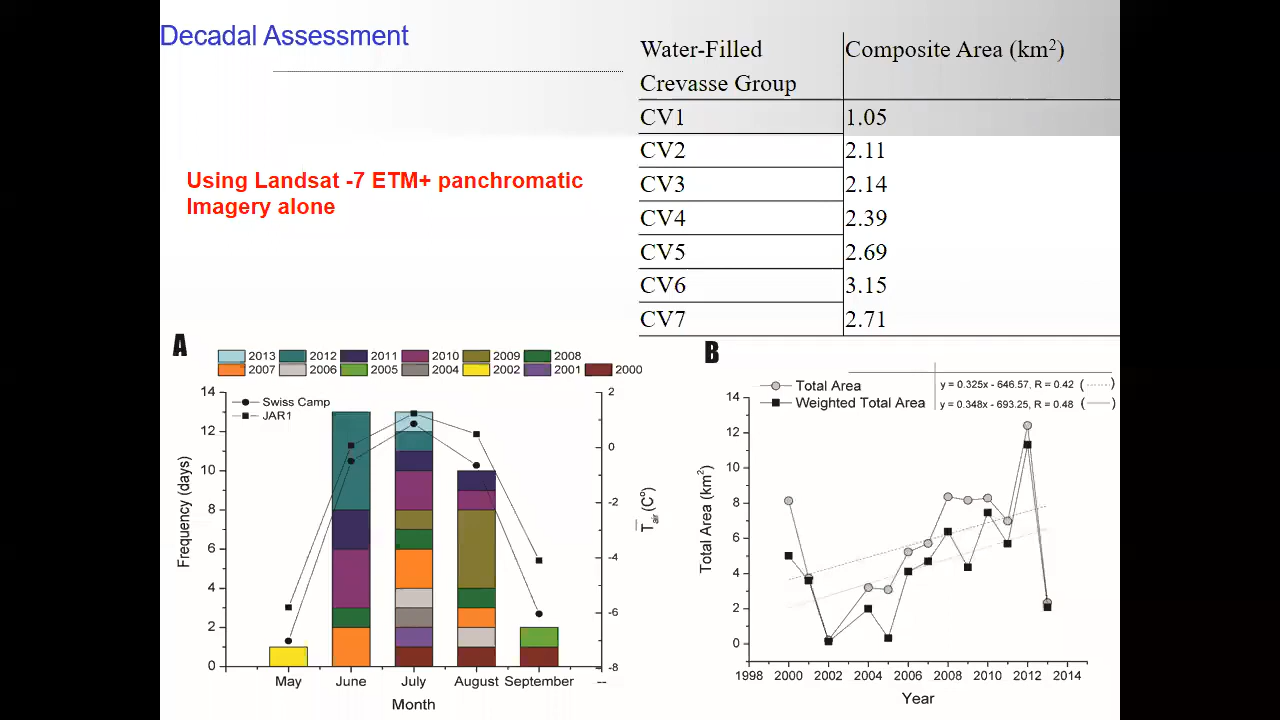 Decadal Assessment
Water-Filled Crevasse Group	Composite Area (km²)
CV1	1.05
CV2	2.11
CV3	2.14
CV4	2.39
CV5	2.69
CV6	3.15
CV7	2.71
Using Landsat -7 ETM+ panchromatic
Imagery alone
A
2013 2012 2011 2010 2009 2008
2007 2006 2005 2004 2002 2001 2000
Swiss Camp
JAR1
Frequency (days)
14
12
10
8
6
4
2
0
2
0
-2
-4
-6
-8
T air (C°)
May June July August September --
Month
B
Total Area y = 0.325x - 646.57, R = 0.42 ( )
Weighted Total Area y = 0.348x - 693.25, R = 0.48 ( )
Total Area (km²)
14
12
10
8
6
4
2
0
1998 2000 2002 2004 2006 2008 2010 2012 2014
Year